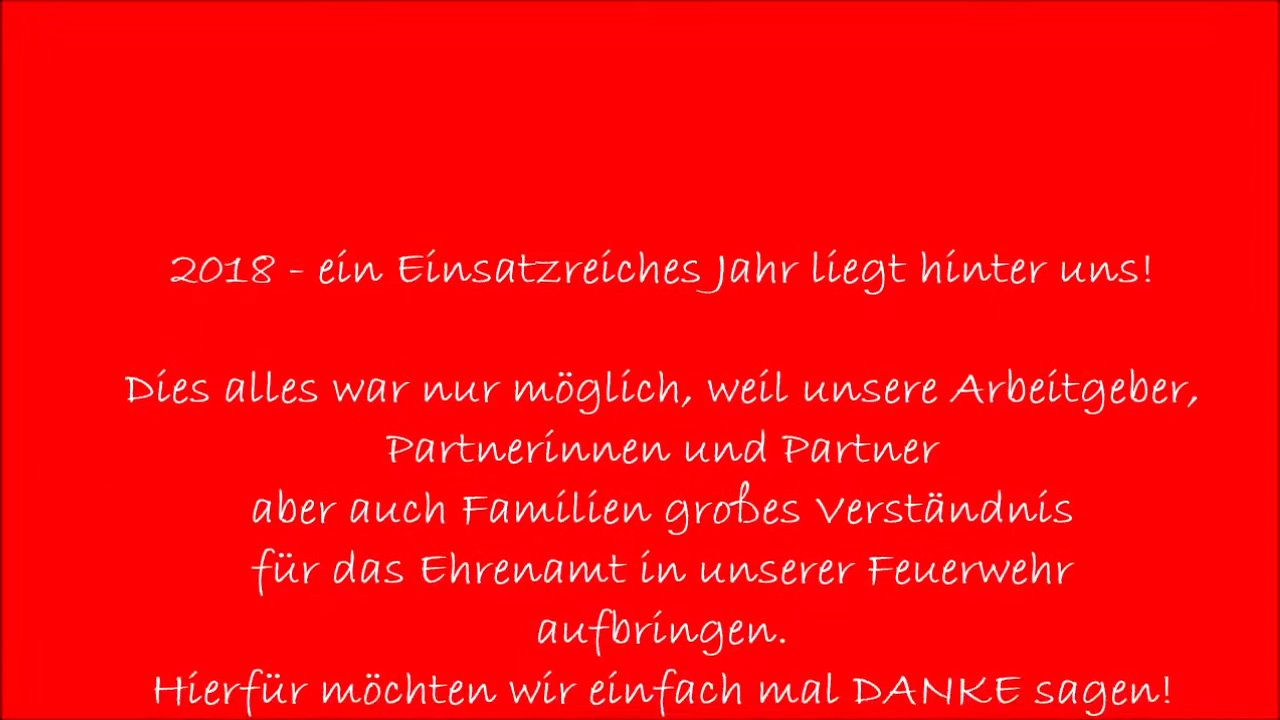 2018 - ein Einsatzreiches Jahr liegt hinter uns!
Dies alles war nur möglich, weil unsere Arbeitgeber,
Partnerinnen und Partner
aber auch Familien großes Verständnis
für das Ehrenamt in unserer Feuerwehr
aufbringen.
Hierfür möchten wir einfach mal DANKE sagen!